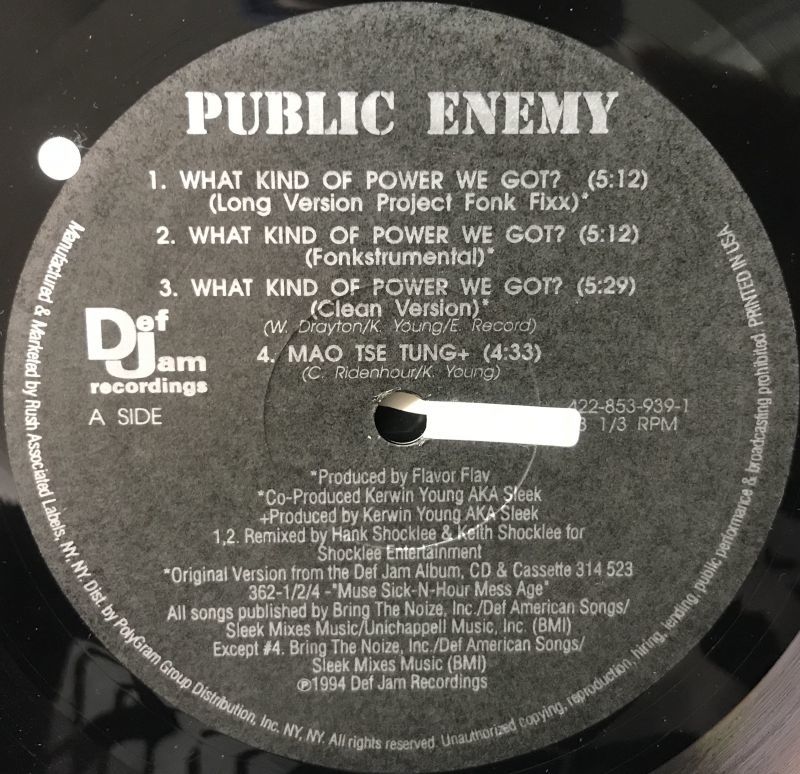 PUBLIC ENEMY
1. WHAT KIND OF POWER WE GOT? (5:12)
(Long Version Project Fonk Fixx)*
2. WHAT KIND OF POWER WE GOT? (5:12)
(Fonkstrumental)*
3. WHAT KIND OF POWER WE GOT? (5:29)
(Clean Version)*
(W. Drayton/K. Young/E. Record)
4. MAO TSE TUNG+ (4:33)
(C. Ridenhour/K. Young)
Def
Jam
recordings
A SIDE
422-853-939-1
3 1/3 RPM
*Produced by Flavor Flav
*Co-Produced Kerwin Young AKA Sleek
+Produced by Kerwin Young AKA Sleek
1,2. Remixed by Hank Shocklee & Keith Shocklee for
Shocklee Entertainment
*Original Version from the Def Jam Album, CD & Cassette 314 523
362-1/2/4 -"Muse Sick-N-Hour Mess Age"
All songs published by Bring The Noize, Inc./Def American Songs/
Sleek Mixes Music/Unichappell Music, Inc. (BMI)
Except #4. Bring The Noize, Inc./Def American Songs/
Sleek Mixes Music (BMI)
℗1994 Def Jam Recordings
Manufactured & Marketed by Rush Associated Labels, NY, NY. Dist. by PolyGram Group Distribution, Inc. NY, NY. All rights reserved. Unauthorized copying, reproduction, hiring, lending, public performance & broadcasting prohibited. PRINTED IN USA.